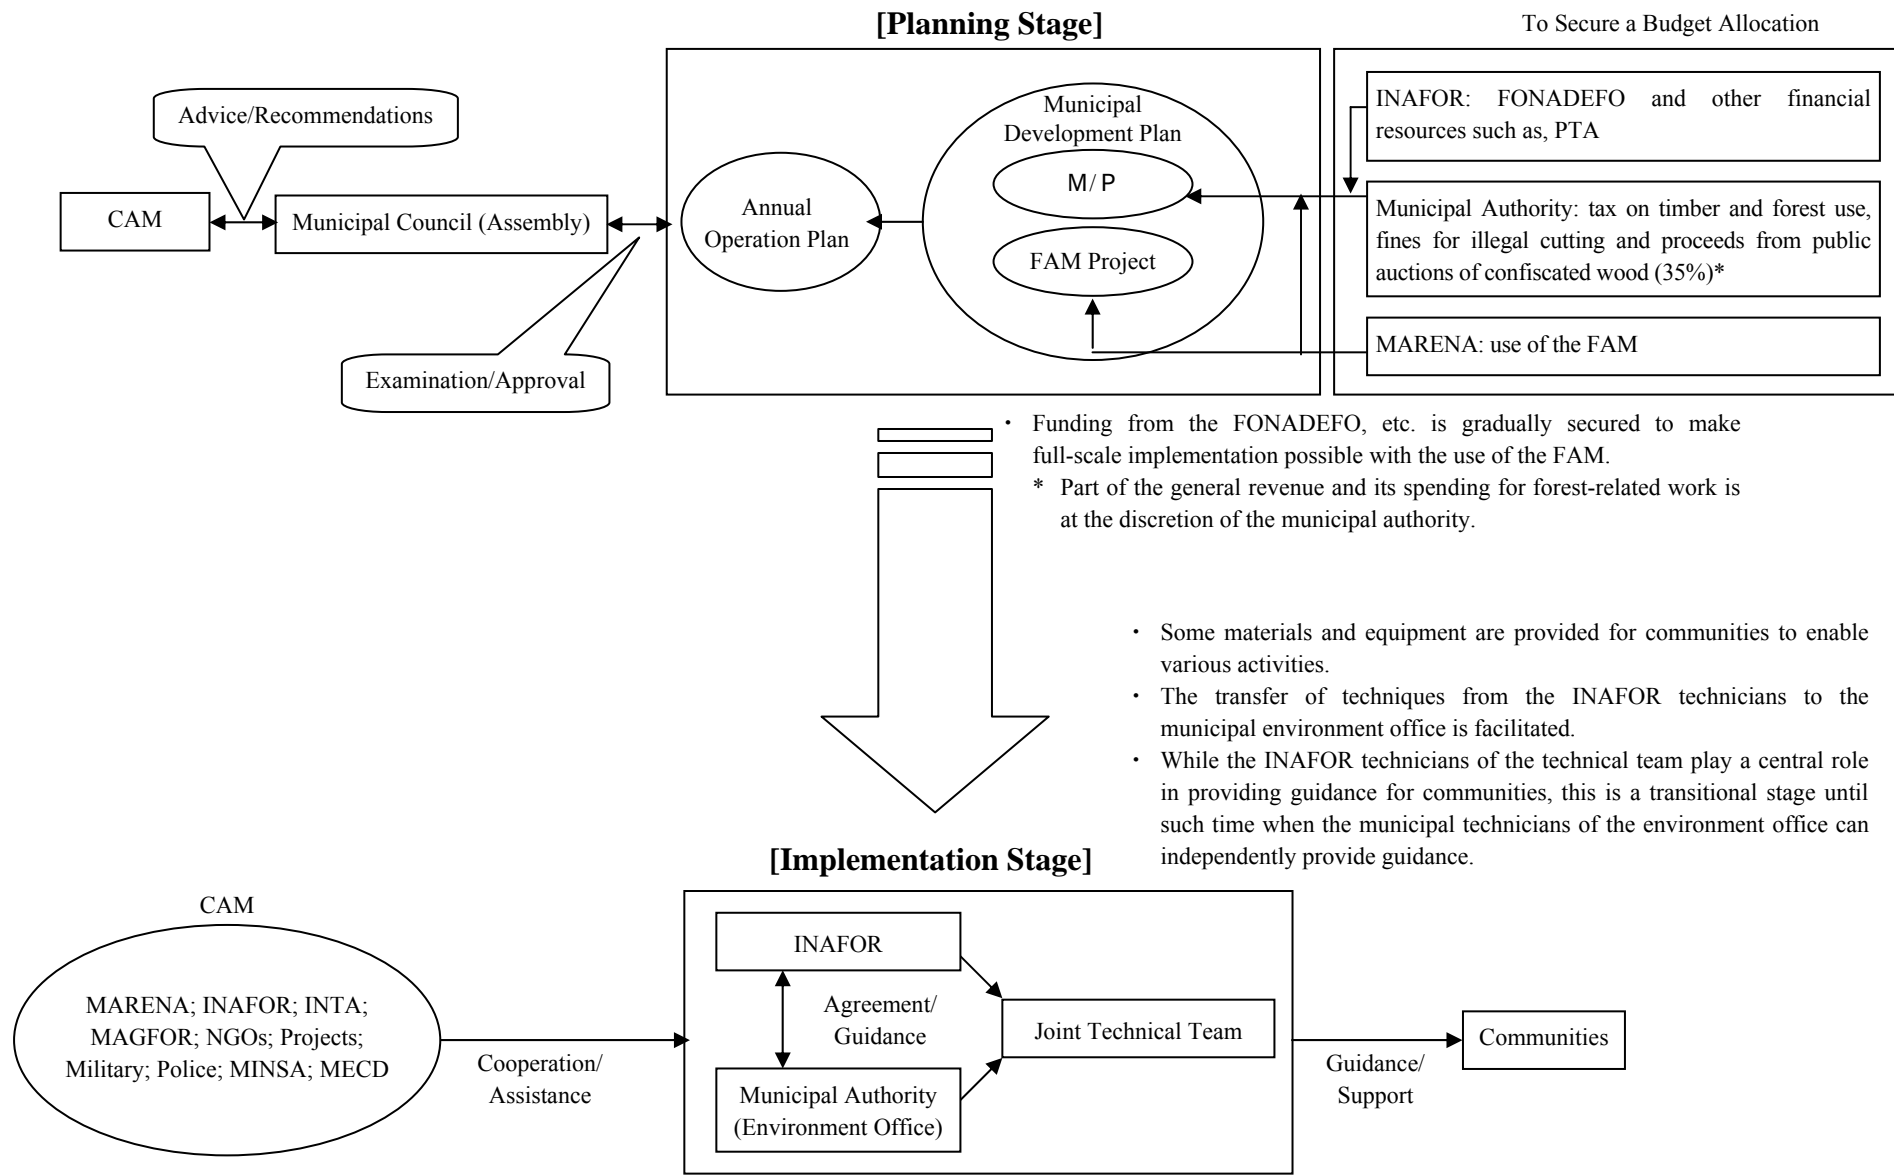 [Planning Stage]
To Secure a Budget Allocation
Advice/Recommendations
CAM
Municipal Council (Assembly)
Examination/Approval
Annual
Operation Plan
Municipal
Development Plan
M/P
FAM Project
INAFOR: FONADEFO and other financial
resources such as, PTA
Municipal Authority: tax on timber and forest use,
fines for illegal cutting and proceeds from public
auctions of confiscated wood (35%)*
MARENA: use of the FAM
・ Funding from the FONADEFO, etc. is gradually secured to make
full-scale implementation possible with the use of the FAM.
* Part of the general revenue and its spending for forest-related work is
at the discretion of the municipal authority.
・ Some materials and equipment are provided for communities to enable
various activities.
・ The transfer of techniques from the INAFOR technicians to the
municipal environment office is facilitated.
・ While the INAFOR technicians of the technical team play a central role
in providing guidance for communities, this is a transitional stage until
such time when the municipal technicians of the environment office can
independently provide guidance.
[Implementation Stage]
CAM
MARENA; INAFOR; INTA;
MAGFOR; NGOs; Projects;
Military; Police; MINSA; MECD
Cooperation/
Assistance
INAFOR
Agreement/
Guidance
Municipal Authority
(Environment Office)
Joint Technical Team
Guidance/
Support
Communities